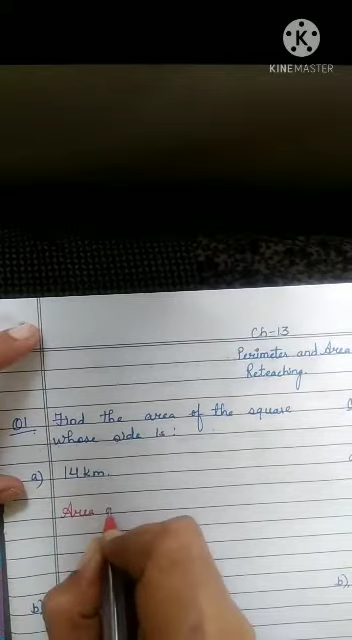 K
KINEMASTER
Ch-13
Perimeter and Area
Reteaching.
Q1 Find the area of the square
whose side is:
a) 14 km.
Area
b)
b)